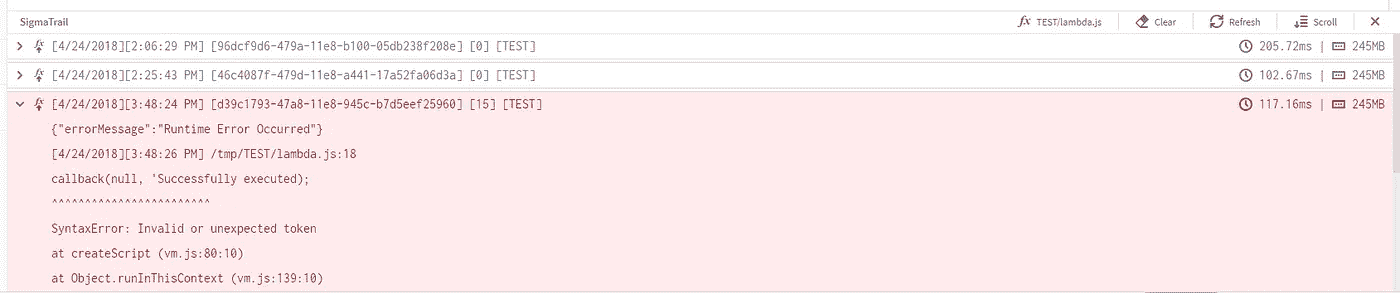 SigmaTrail fx TEST/lambda.js Clear Refresh Scroll
[4/24/2018][2:06:29 PM] [96dcf9d6-479a-11e8-b100-05db238f208e] [0] [TEST] 205.72ms | 245MB
[4/24/2018][2:25:43 PM] [46c4087f-479d-11e8-a441-17a52fa06d3a] [0] [TEST] 102.67ms | 245MB
[4/24/2018][3:48:24 PM] [d39c1793-47a8-11e8-945c-b7d5eef25960] [15] [TEST] 117.16ms | 245MB
{"errorMessage":"Runtime Error Occurred"}
[4/24/2018][3:48:26 PM] /tmp/TEST/lambda.js:18
callback(null, 'Successfully executed);
^^^^^^^^^^^^^^^^^^^^^^^^
SyntaxError: Invalid or unexpected token
at createScript (vm.js:80:10)
at Object.runInThisContext (vm.js:139:10)